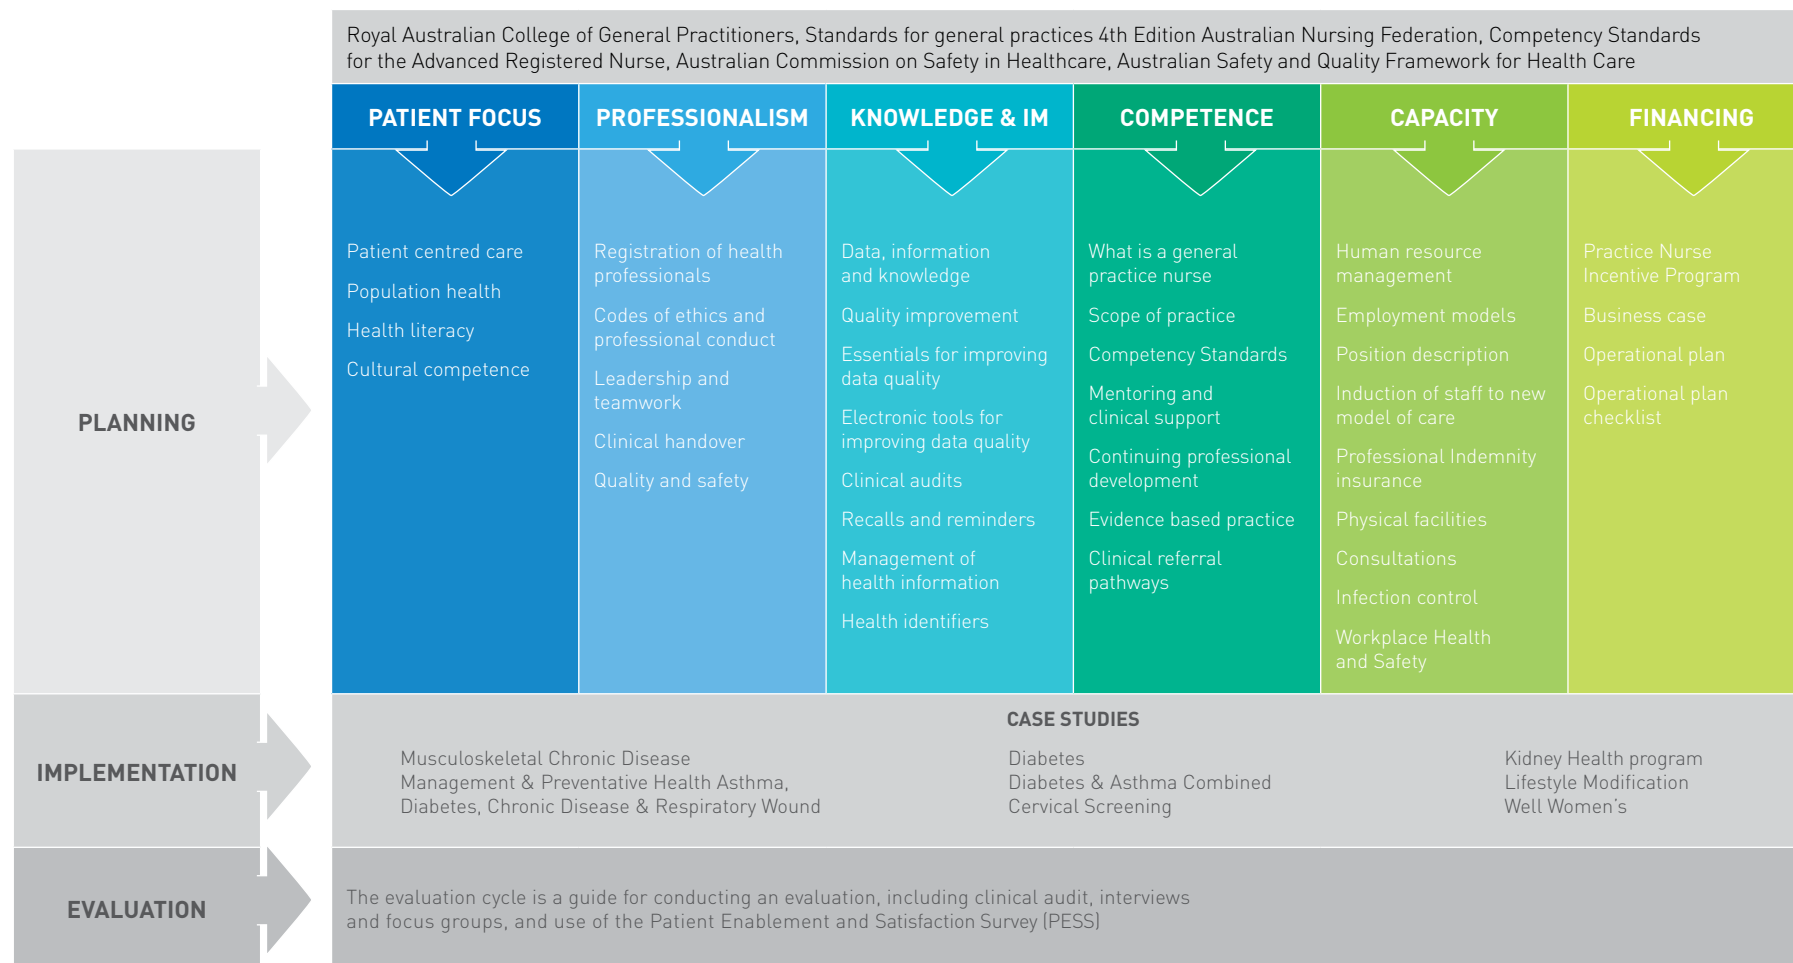 Royal Australian College of General Practitioners, Standards for general practices 4th Edition Australian Nursing Federation, Competency Standards
for the Advanced Registered Nurse, Australian Commission on Safety in Healthcare, Australian Safety and Quality Framework for Health Care
PATIENT FOCUS
PROFESSIONALISM
KNOWLEDGE & IM
COMPETENCE
CAPACITY
FINANCING
PLANNING
Patient centred care
Population health
Health literacy
Cultural competence
Registration of health
professionals
Codes of ethics and
professional conduct
Leadership and
teamwork
Clinical handover
Quality and safety
Data, information
and knowledge
Quality improvement
Essentials for improving
data quality
Electronic tools for
improving data quality
Clinical audits
Recalls and reminders
Management of
health information
Health identifiers
What is a general
practice nurse
Scope of practice
Competency Standards
Mentoring and
clinical support
Continuing professional
development
Evidence based practice
Clinical referral
pathways
Human resource
management
Employment models
Position description
Induction of staff to new
model of care
Professional Indemnity
insurance
Physical facilities
Consultations
Infection control
Workplace Health
and Safety
Practice Nurse
Incentive Program
Business case
Operational plan
Operational plan
checklist
IMPLEMENTATION
CASE STUDIES
Musculoskeletal Chronic Disease
Management & Preventative Health Asthma,
Diabetes, Chronic Disease & Respiratory Wound
Diabetes
Diabetes & Asthma Combined
Cervical Screening
Kidney Health program
Lifestyle Modification
Well Women's
EVALUATION
The evaluation cycle is a guide for conducting an evaluation, including clinical audit, interviews
and focus groups, and use of the Patient Enablement and Satisfaction Survey (PESS)